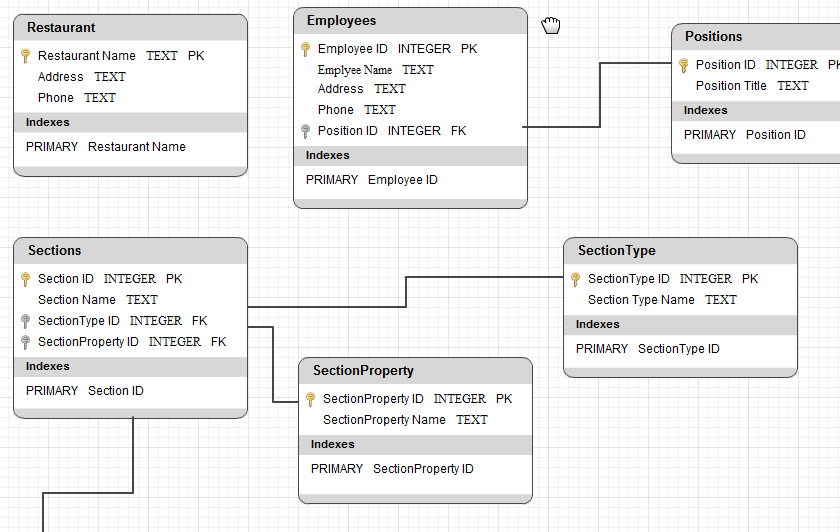 Restaurant
Restaurant Name TEXT PK
Address TEXT
Phone TEXT
Indexes
PRIMARY Restaurant Name
Employees
Employee ID INTEGER PK
Emplyee Name TEXT
Address TEXT
Phone TEXT
Position ID INTEGER FK
Indexes
PRIMARY Employee ID
Positions
Position ID INTEGER PK
Position Title TEXT
Indexes
PRIMARY Position ID
Sections
Section ID INTEGER PK
Section Name TEXT
SectionType ID INTEGER FK
SectionProperty ID INTEGER FK
Indexes
PRIMARY Section ID
SectionProperty
SectionProperty ID INTEGER PK
SectionProperty Name TEXT
Indexes
PRIMARY SectionProperty ID
SectionType
SectionType ID INTEGER PK
Section Type Name TEXT
Indexes
PRIMARY SectionType ID